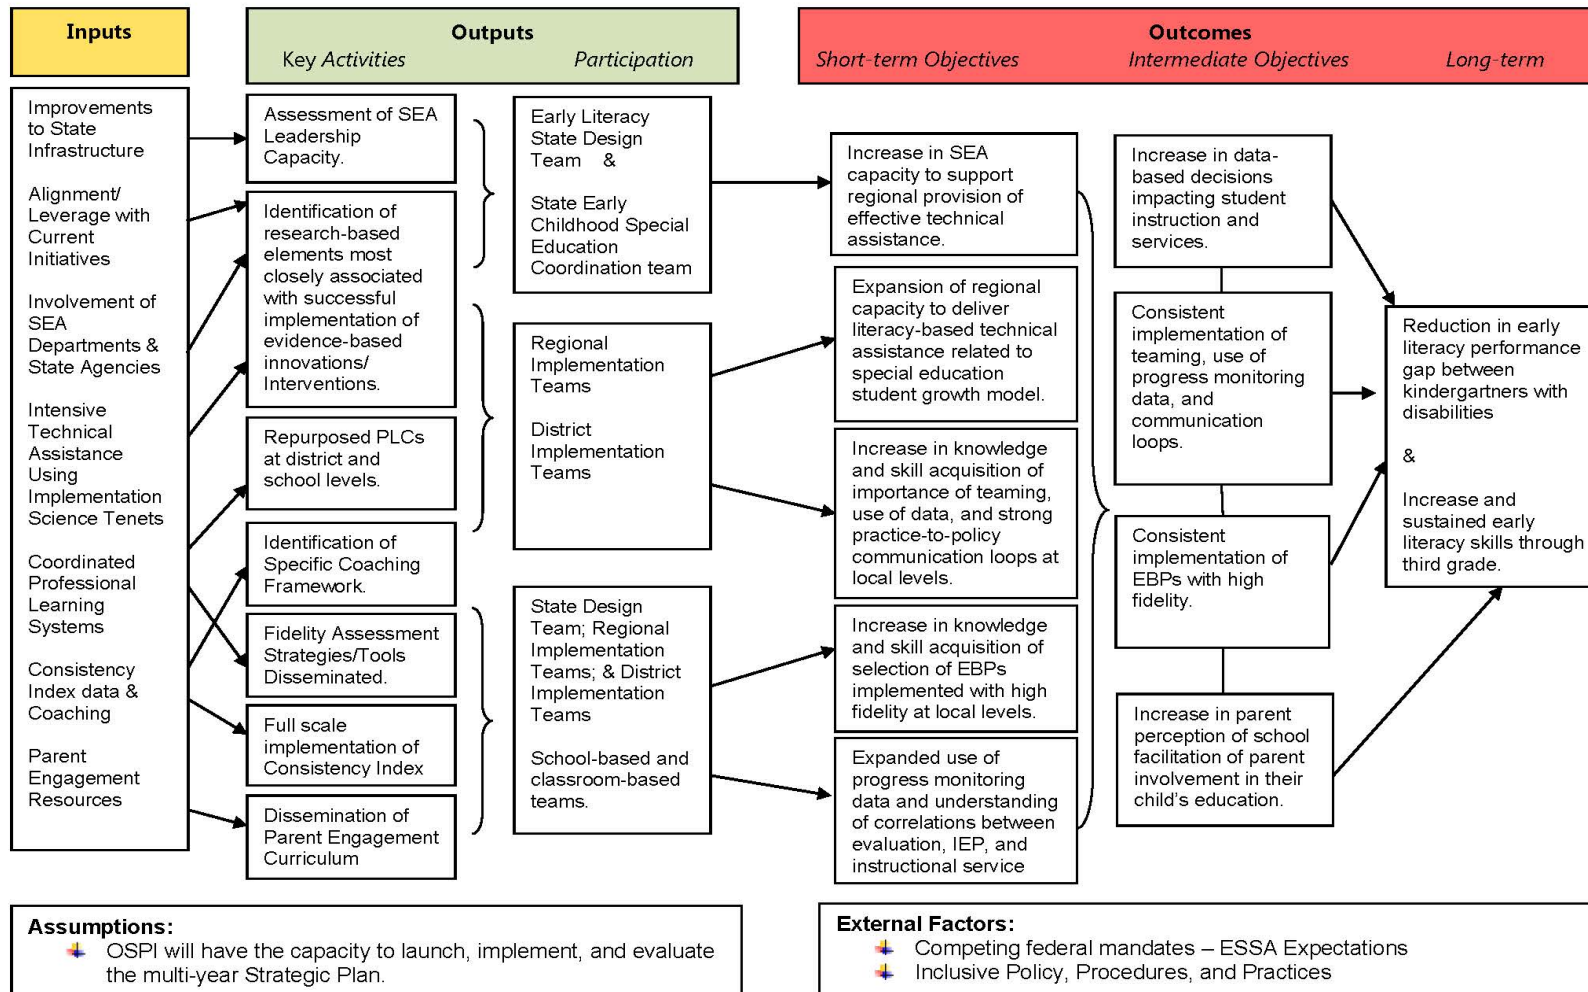 Inputs
Outputs
Key Activities
Participation
Outcomes
Short-term Objectives
Intermediate Objectives
Long-term
Improvements
to State
Infrastructure
Alignment/
Leverage with
Current
Initiatives
Involvement of
SEA
Departments &
State Agencies
Intensive
Technical
Assistance
Using
Implementation
Science Tenets
Coordinated
Professional
Learning
Systems
Consistency
Index data &
Coaching
Parent
Engagement
Resources
Assessment of SEA
Leadership
Capacity.
Identification of
research-based
elements most
closely associated
with successful
implementation of
evidence-based
innovations/
Interventions.
Repurposed PLCs
at district and
school levels.
Identification of
Specific Coaching
Framework.
Fidelity Assessment
Strategies/Tools
Disseminated.
Full scale
implementation of
Consistency Index
Dissemination of
Parent Engagement
Curriculum
Early Literacy
State Design
Team &
State Early
Childhood Special
Education
Coordination team
Regional
Implementation
Teams
District
Implementation
Teams
State Design
Team; Regional
Implementation
Teams; & District
Implementation
Teams
School-based and
classroom-based
teams.
Increase in SEA
capacity to support
regional provision of
effective technical
assistance.
Expansion of regional
capacity to deliver
literacy-based technical
assistance related to
special education
student growth model.
Increase in knowledge
and skill acquisition of
importance of teaming,
use of data, and strong
practice-to-policy
communication loops at
local levels.
Increase in knowledge
and skill acquisition of
selection of EBPs
implemented with high
fidelity at local levels.
Expanded use of
progress monitoring
data and understanding
of correlations between
evaluation, IEP, and
instructional service
Increase in data-
based decisions
impacting student
instruction and
services.
Consistent
implementation of
teaming, use of
progress monitoring
data, and
communication
loops.
Consistent
implementation of
EBPs with high
fidelity.
Increase in parent
perception of school
facilitation of parent
involvement in their
child's education.
Reduction in early
literacy performance
gap between
kindergartners with
disabilities
&
Increase and
sustained early
literacy skills through
third grade.
Assumptions:
OSPI will have the capacity to launch, implement, and evaluate
the multi-year Strategic Plan.
External Factors:
Competing federal mandates – ESSA Expectations
Inclusive Policy, Procedures, and Practices